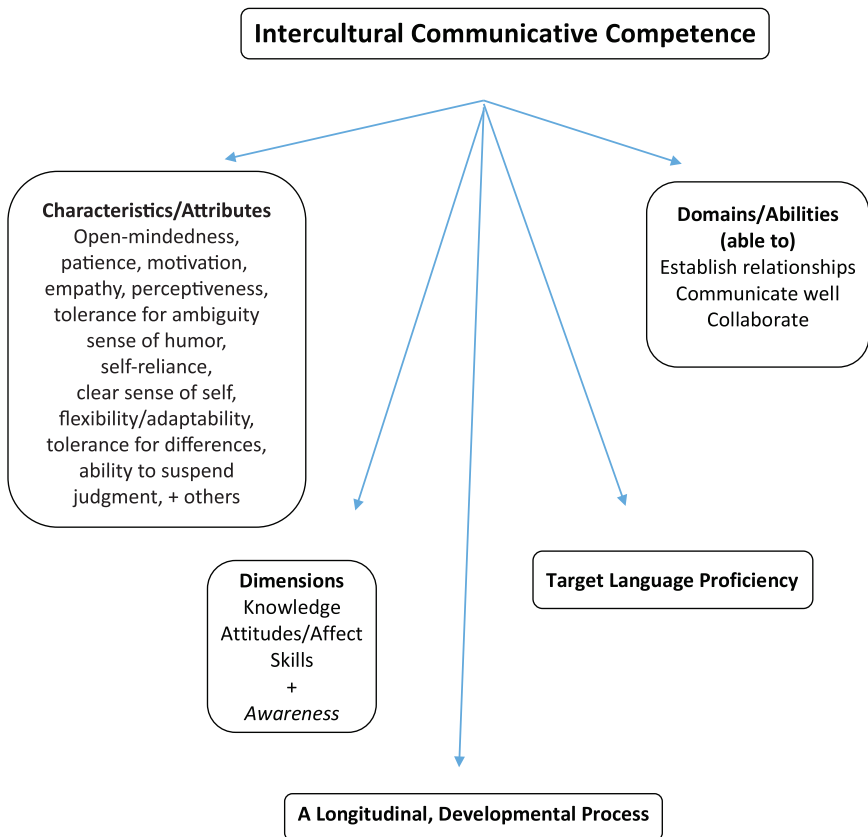 Intercultural Communicative Competence
Characteristics/Attributes
Open-mindedness,
patience, motivation,
empathy, perceptiveness,
tolerance for ambiguity
sense of humor,
self-reliance,
clear sense of self,
flexibility/adaptability,
tolerance for differences,
ability to suspend
judgment, + others
Domains/Abilities
(able to)
Establish relationships
Communicate well
Collaborate
Dimensions
Knowledge
Attitudes/Affect
Skills
+
Awareness
Target Language Proficiency
A Longitudinal, Developmental Process